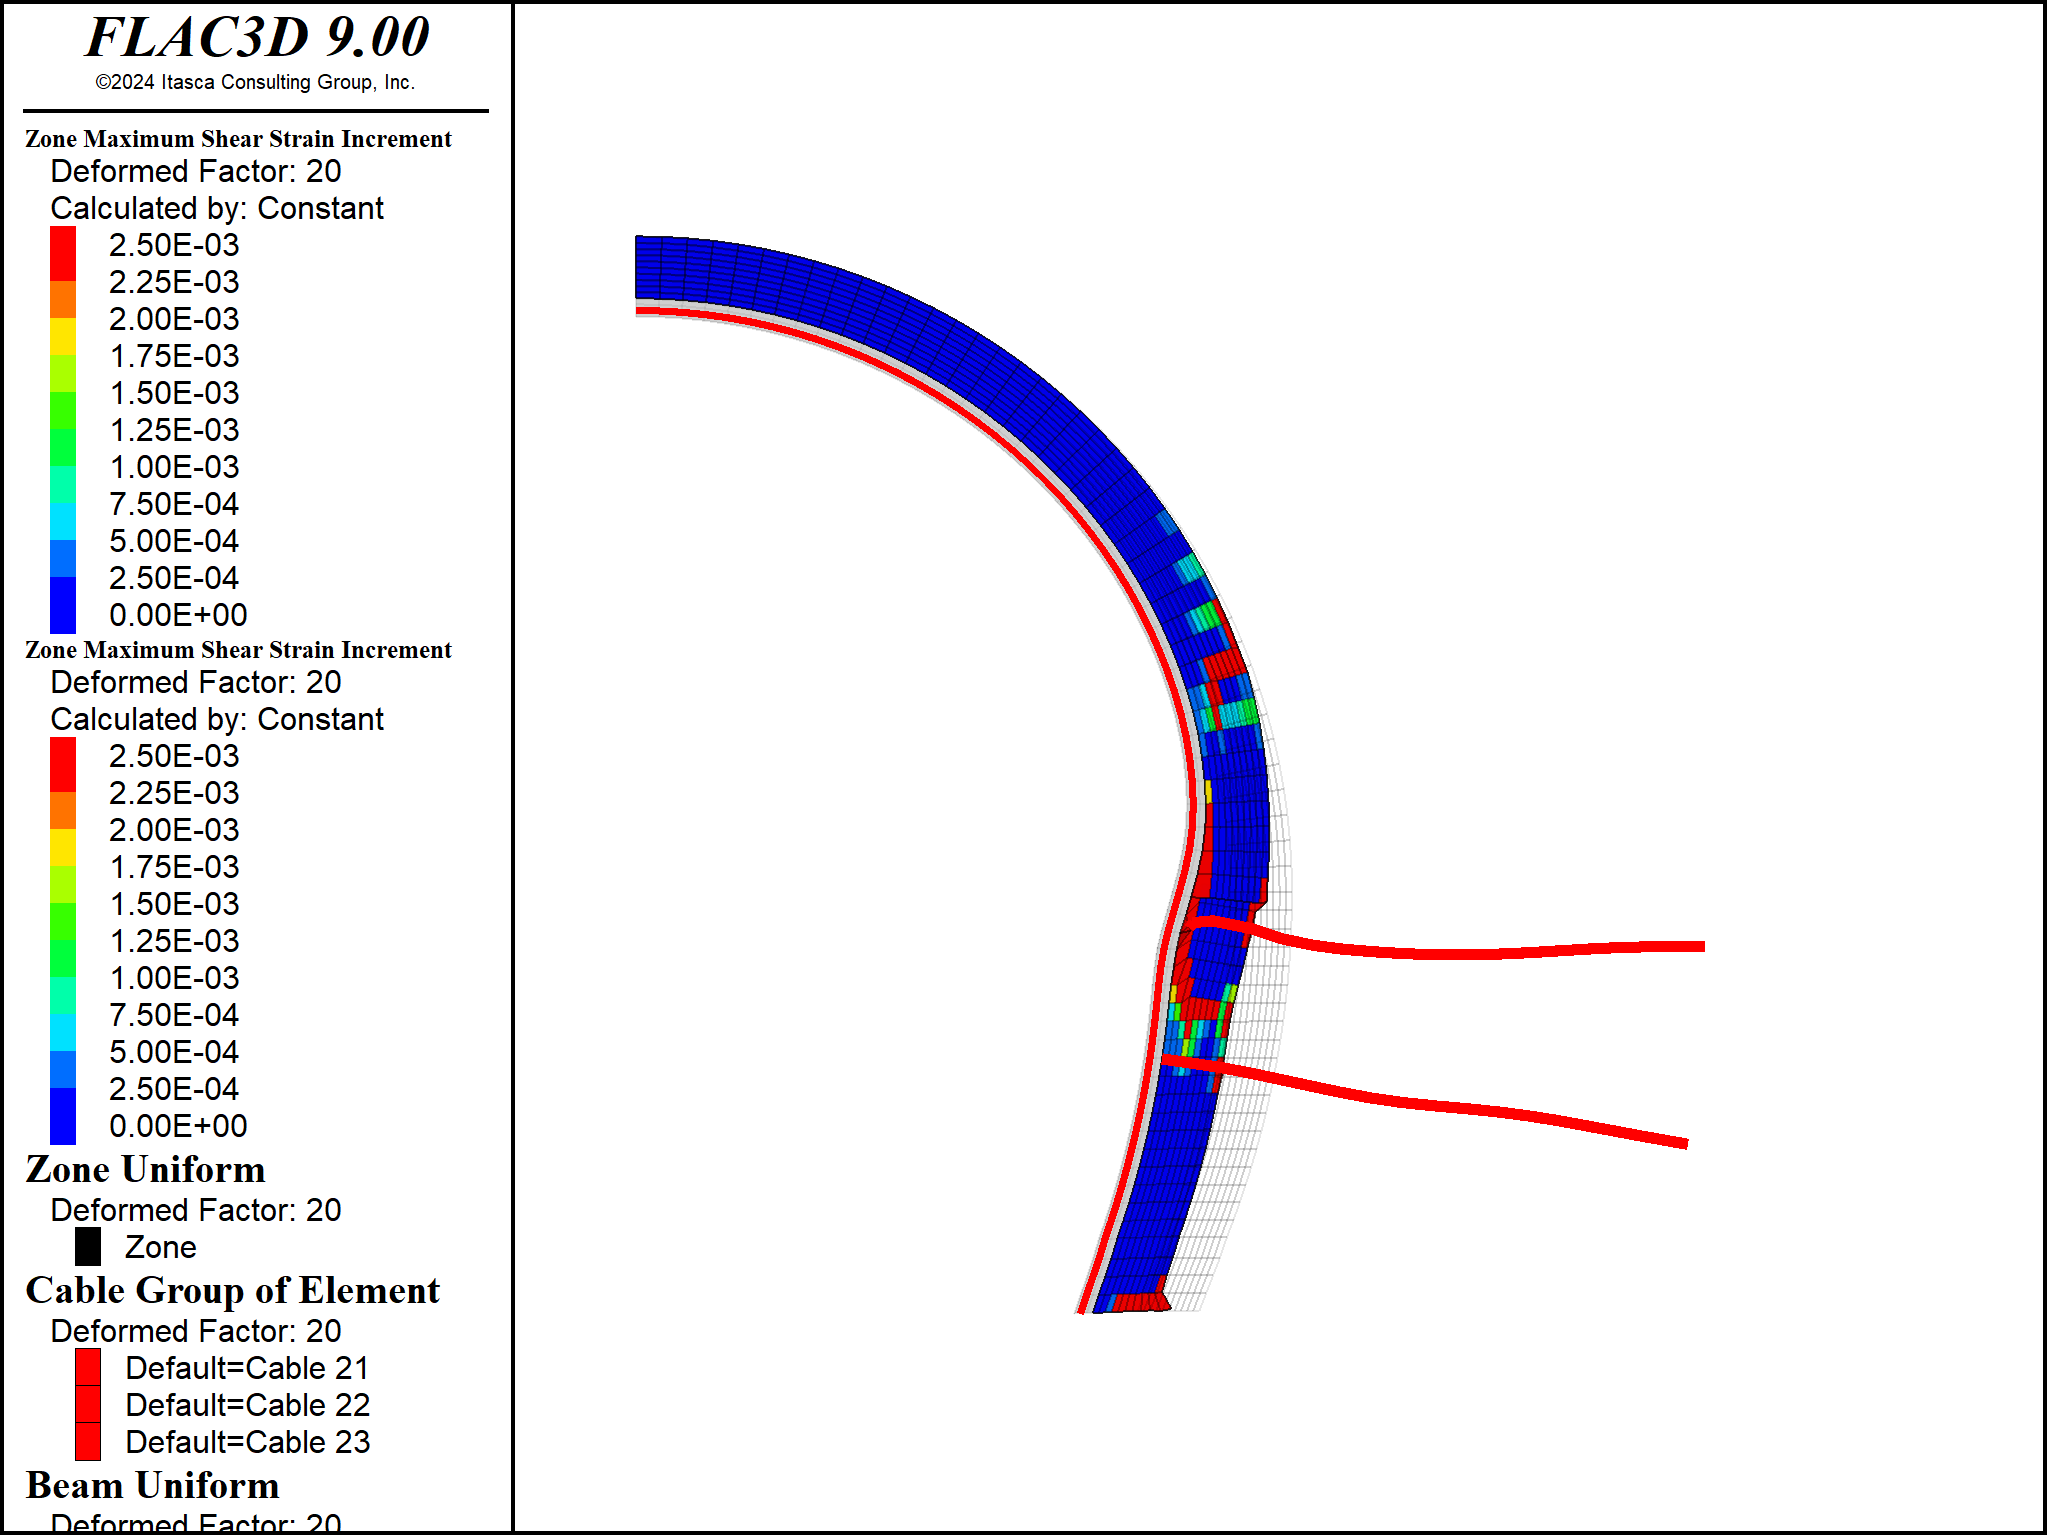 FLAC3D 9.00
©2024 Itasca Consulting Group, Inc.
Zone Maximum Shear Strain Increment
Deformed Factor: 20
Calculated by: Constant
2.50E-03
2.25E-03
2.00E-03
1.75E-03
1.50E-03
1.25E-03
1.00E-03
7.50E-04
5.00E-04
2.50E-04
0.00E+00
Zone Maximum Shear Strain Increment
Deformed Factor: 20
Calculated by: Constant
2.50E-03
2.25E-03
2.00E-03
1.75E-03
1.50E-03
1.25E-03
1.00E-03
7.50E-04
5.00E-04
2.50E-04
0.00E+00
Zone Uniform
Deformed Factor: 20
Zone
Cable Group of Element
Deformed Factor: 20
Default=Cable 21
Default=Cable 22
Default=Cable 23
Beam Uniform
Deformed Factor: 20